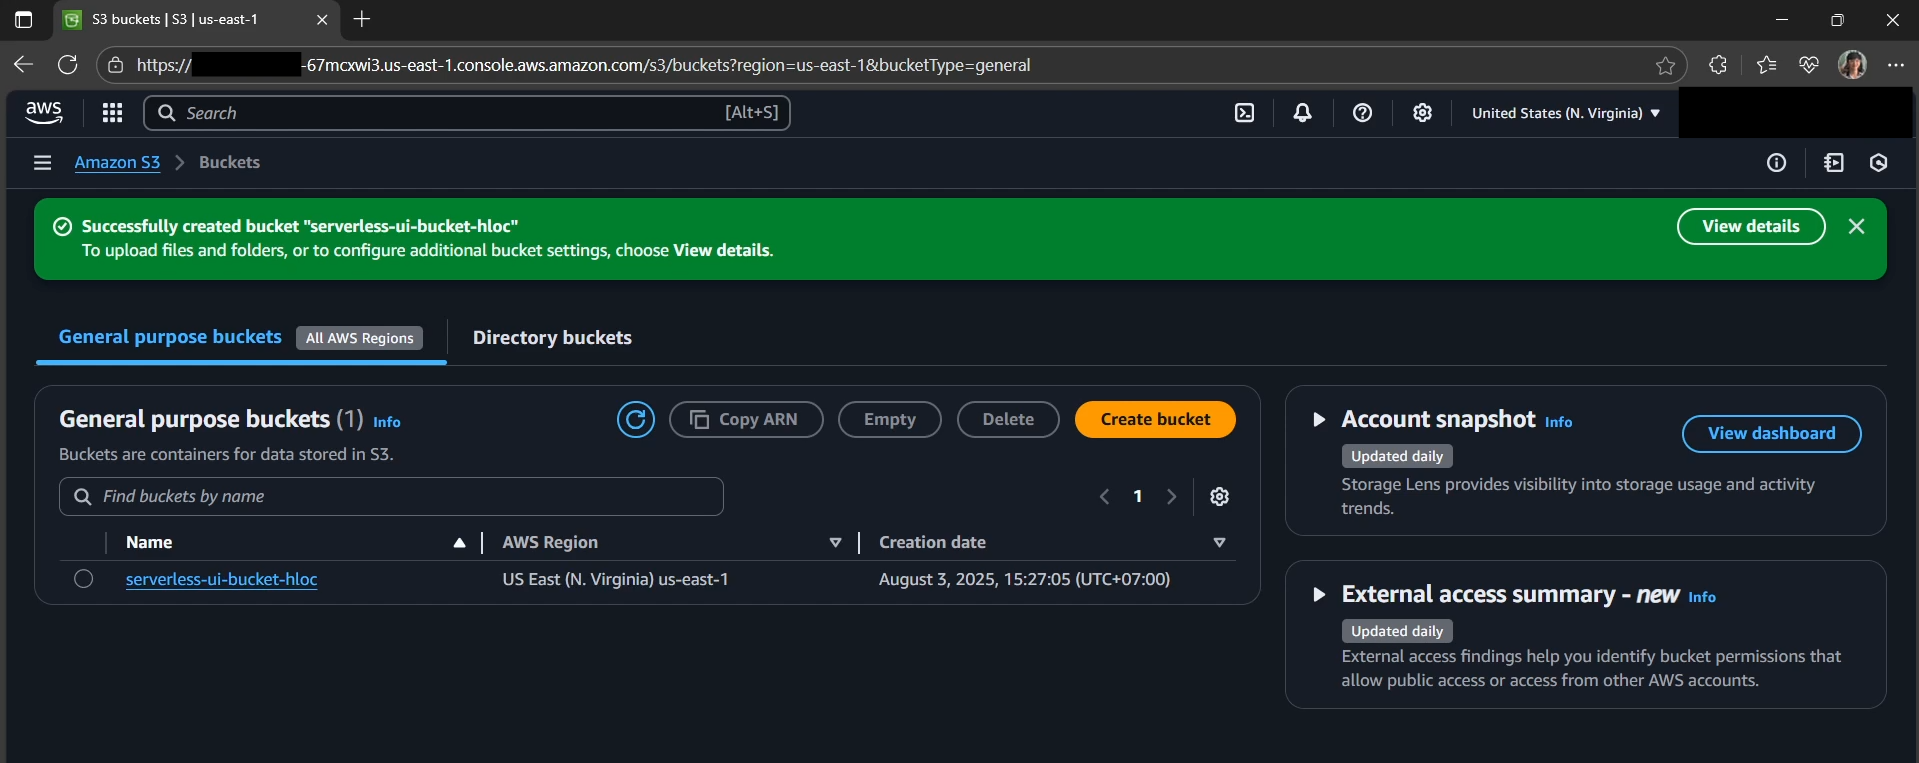 S3 buckets | S3 | us-east-1
https://
-67mcxwi3.us-east-1.console.aws.amazon.com/s3/buckets?region=us-east-1&bucketType=general
aws
Search
[Alt+S]
United States (N. Virginia)
Amazon S3
Buckets
Successfully created bucket "serverless-ui-bucket-hloc"
To upload files and folders, or to configure additional bucket settings, choose View details.
View details
General purpose buckets
All AWS Regions
Directory buckets
General purpose buckets (1) Info
Copy ARN
Empty
Delete
Create bucket
Buckets are containers for data stored in S3.
Find buckets by name
1
Name
AWS Region
Creation date
serverless-ui-bucket-hloc
US East (N. Virginia) us-east-1
August 3, 2025, 15:27:05 (UTC+07:00)
Account snapshot Info
View dashboard
Updated daily
Storage Lens provides visibility into storage usage and activity
trends.
External access summary - new Info
Updated daily
External access findings help you identify bucket permissions that
allow public access or access from other AWS accounts.